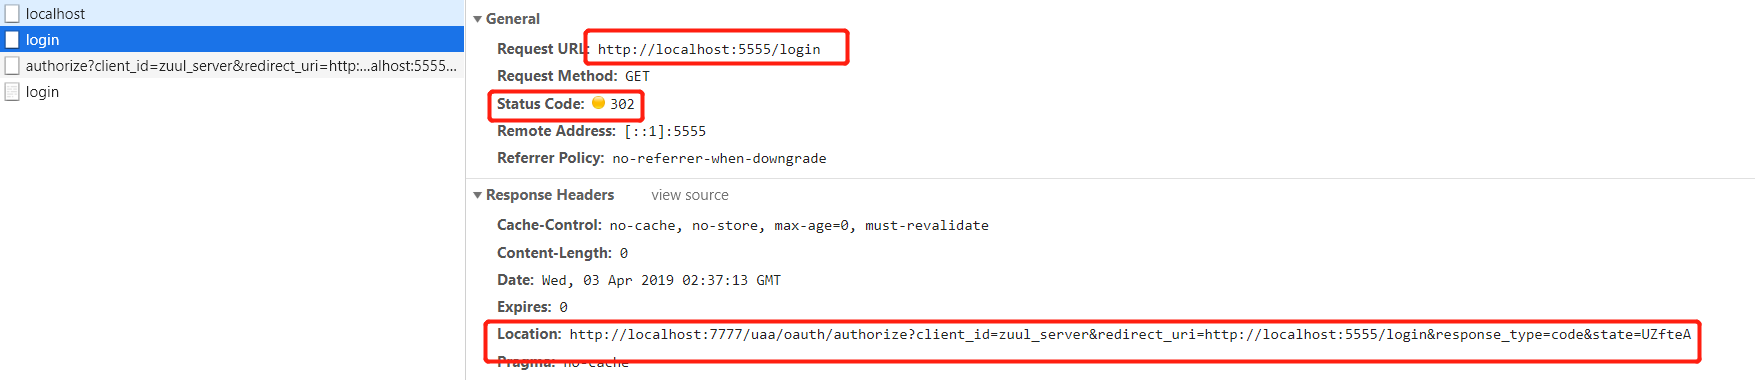 localhost
login
authorize?client_id=zuul_server&redirect_uri=http:...alhost:5555...
login
General
Request URL: http://localhost:5555/login
Request Method: GET
Status Code: 302
Remote Address: [::1]:5555
Referrer Policy: no-referrer-when-downgrade
Response Headers view source
Cache-Control: no-cache, no-store, max-age=0, must-revalidate
Content-Length: 0
Date: Wed, 03 Apr 2019 02:37:13 GMT
Expires: 0
Location: http://localhost:7777/uaa/oauth/authorize?client_id=zuul_server&redirect_uri=http://localhost:5555/login&response_type=code&state=UZfteA
Pragma: no-cache